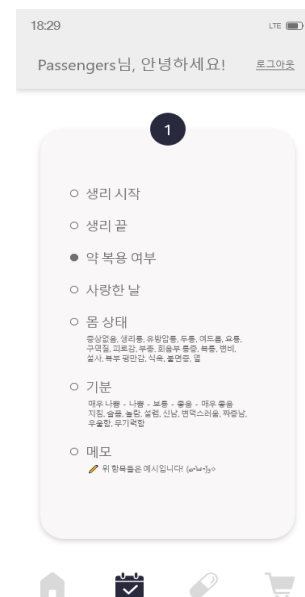 18:29
LTE
Passengers님, 안녕하세요!
로그아웃
1
생리 시작
생리 끝
약 복용 여부
사랑한 날
몸 상태
증상없음, 생리통, 유방압통, 두통, 여드름, 요통,
구역질, 피로감, 부종, 회음부 통증, 복통, 변비,
설사, 복부 팽만감, 식욕, 불면증, 열
기분
매우 나쁨 - 나쁨 - 보통 - 좋음 - 매우 좋음
지침, 슬픔, 놀람, 설렘, 신남, 변덕스러움, 짜증남,
우울함, 무기력함
메모
위 항목들은 예시입니다!